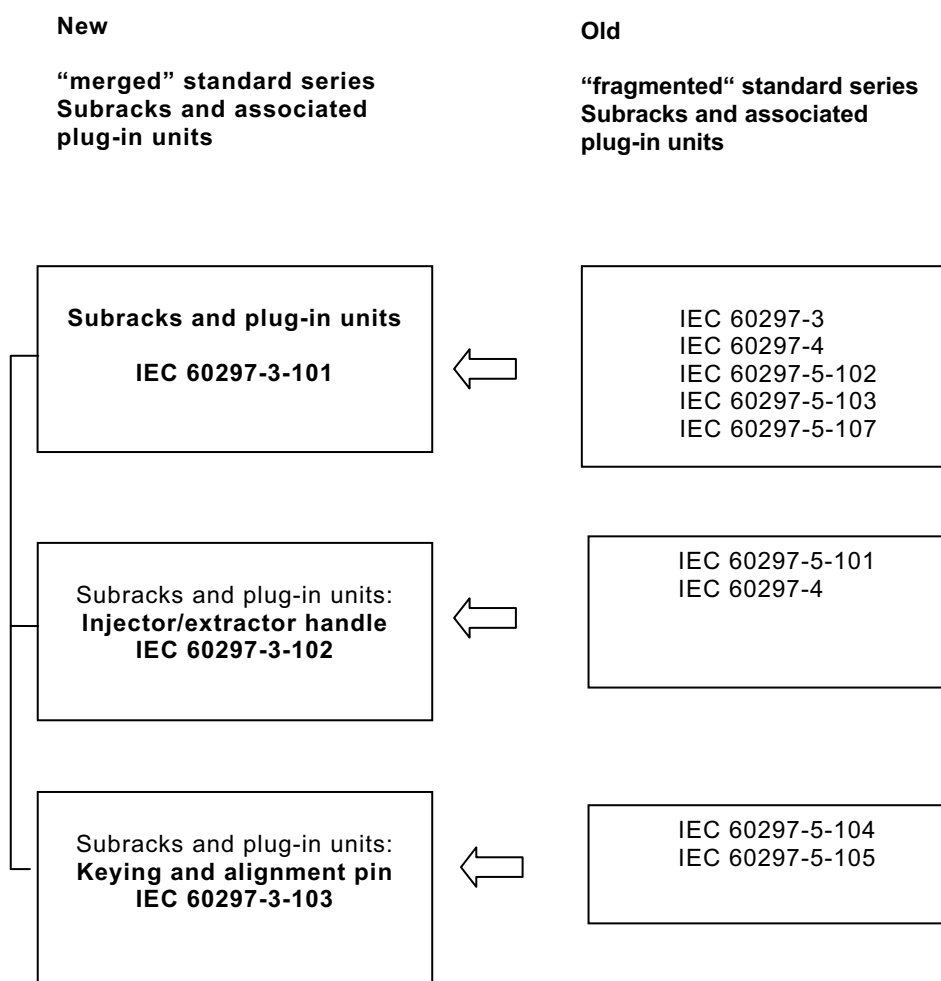 New
“merged” standard series
Subracks and associated
plug-in units
Old
“fragmented“ standard series
Subracks and associated
plug-in units
Subracks and plug-in units
IEC 60297-3-101
IEC 60297-3
IEC 60297-4
IEC 60297-5-102
IEC 60297-5-103
IEC 60297-5-107
Subracks and plug-in units:
Injector/extractor handle
IEC 60297-3-102
IEC 60297-5-101
IEC 60297-4
Subracks and plug-in units:
Keying and alignment pin
IEC 60297-3-103
IEC 60297-5-104
IEC 60297-5-105